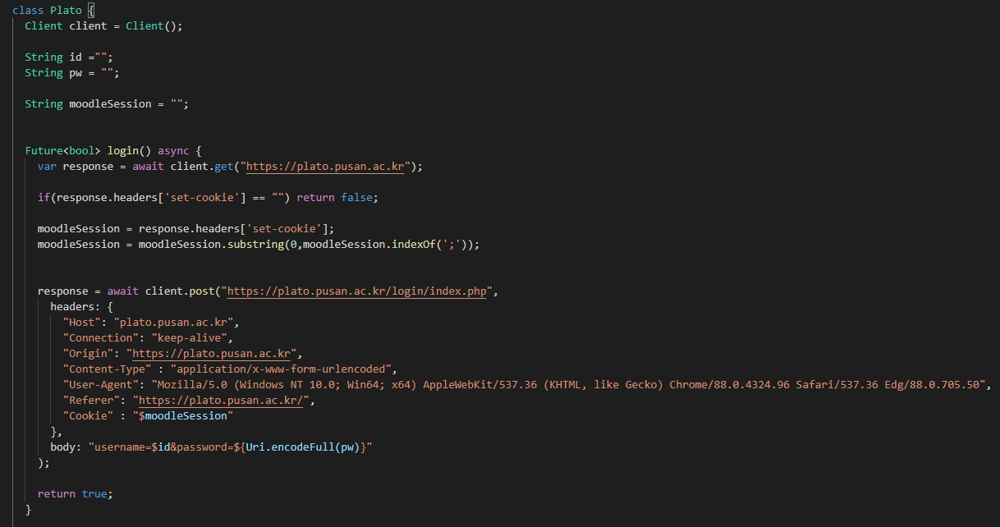 class Plato {
Client client = Client();
String id ="";
String pw = "";
String moodleSession = "";
Future<bool> login() async {
var response = await client.get("https://plato.pusan.ac.kr");
if(response.headers['set-cookie'] == "") return false;
moodleSession = response.headers['set-cookie'];
moodleSession = moodleSession.substring(0,moodleSession.indexOf(';'));
response = await client.post("https://plato.pusan.ac.kr/login/index.php",
headers: {
"Host": "plato.pusan.ac.kr",
"Connection": "keep-alive",
"Origin": "https://plato.pusan.ac.kr",
"Content-Type" : "application/x-www-form-urlencoded",
"User-Agent": "Mozilla/5.0 (Windows NT 10.0; Win64; x64) AppleWebKit/537.36 (KHTML, like Gecko) Chrome/88.0.4324.96 Safari/537.36 Edg/88.0.705.50",
"Referer": "https://plato.pusan.ac.kr/",
"Cookie" : "$moodleSession"
},
body: "username=$id&password=${Uri.encodeFull(pw)}"
);
return true;
}